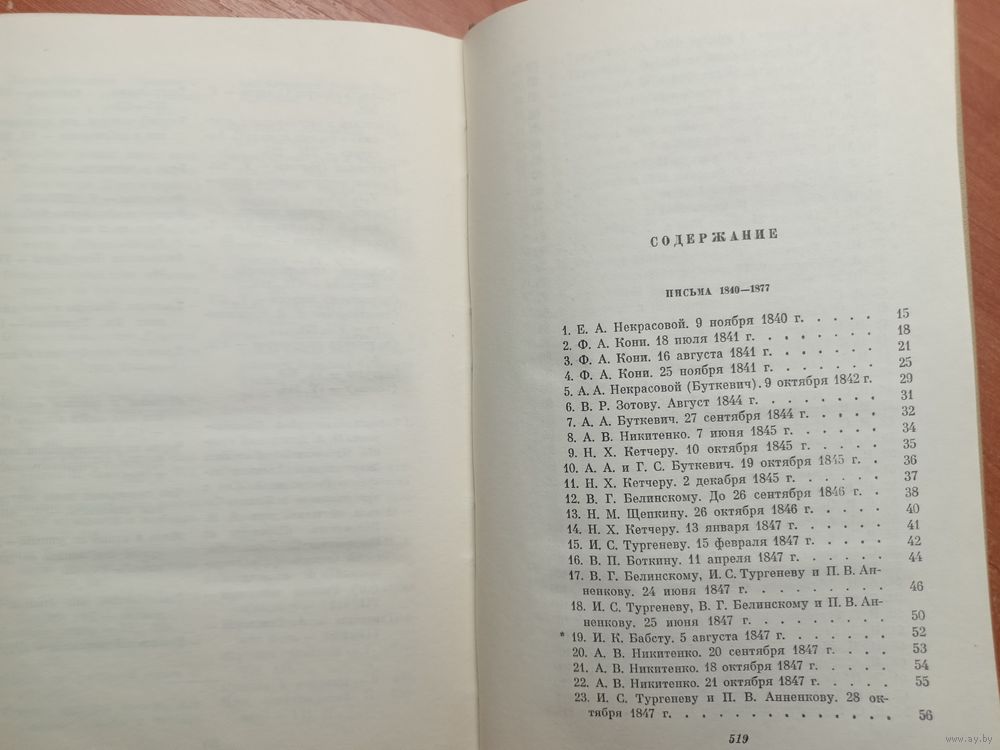 СОДЕРЖАНИЕ
ПИСЬМА 1840—1877
1. Е. А. Некрасовой. 9 ноября 1840 г. . . . . 15
2. Ф. А. Кони. 18 июля 1841 г. . . . . . . 18
3. Ф. А. Кони. 16 августа 1841 г. . . . . . 21
4. Ф. А. Кони. 25 ноября 1841 г. . . . . . 25
5. А. А. Некрасовой (Буткевич). 9 октября 1842 г. 29
6. В. Р. Зотову. Август 1844 г. . . . . . . 31
7. А. А. Буткевич. 27 сентября 1844 г. . . . . 32
8. А. В. Никитенко. 7 июня 1845 г. . . . . . 34
9. Н. Х. Кетчеру. 10 октября 1845 г. . . . . 35
10. А. А. и Г. С. Буткевич. 19 октября 1845 г. . 36
11. Н. Х. Кетчеру. 2 декабря 1845 г. . . . . 37
12. В. Г. Белинскому. До 26 сентября 1846 г. . 38
13. Н. М. Щепкину. 26 октября 1846 г. . . . . 40
14. Н. Х. Кетчеру. 13 января 1847 г. . . . . 41
15. И. С. Тургеневу. 15 февраля 1847 г. . . . . 42
16. В. П. Боткину. 11 апреля 1847 г. . . . . . 44
17. В. Г. Белинскому, И. С. Тургеневу и П. В. Ан-
ненкову. 24 июня 1847 г. . . . . . . . . 46
18. И. С. Тургеневу, В. Г. Белинскому и П. В. Ан-
ненкову. 25 июня 1847 г. . . . . . . . . 50
* 19. И. К. Бабсту. 5 августа 1847 г. . . . . . 52
20. А. В. Никитенко. 20 сентября 1847 г. . . . 53
21. А. В. Никитенко. 18 октября 1847 г. . . . . 54
22. А. В. Никитенко. 21 октября 1847 г. . . . . 55
23. И. С. Тургеневу и П. В. Анненкову. 28 ок-
тября 1847 г. . . . . . . . . . . . . . 56
519
www.ay.by